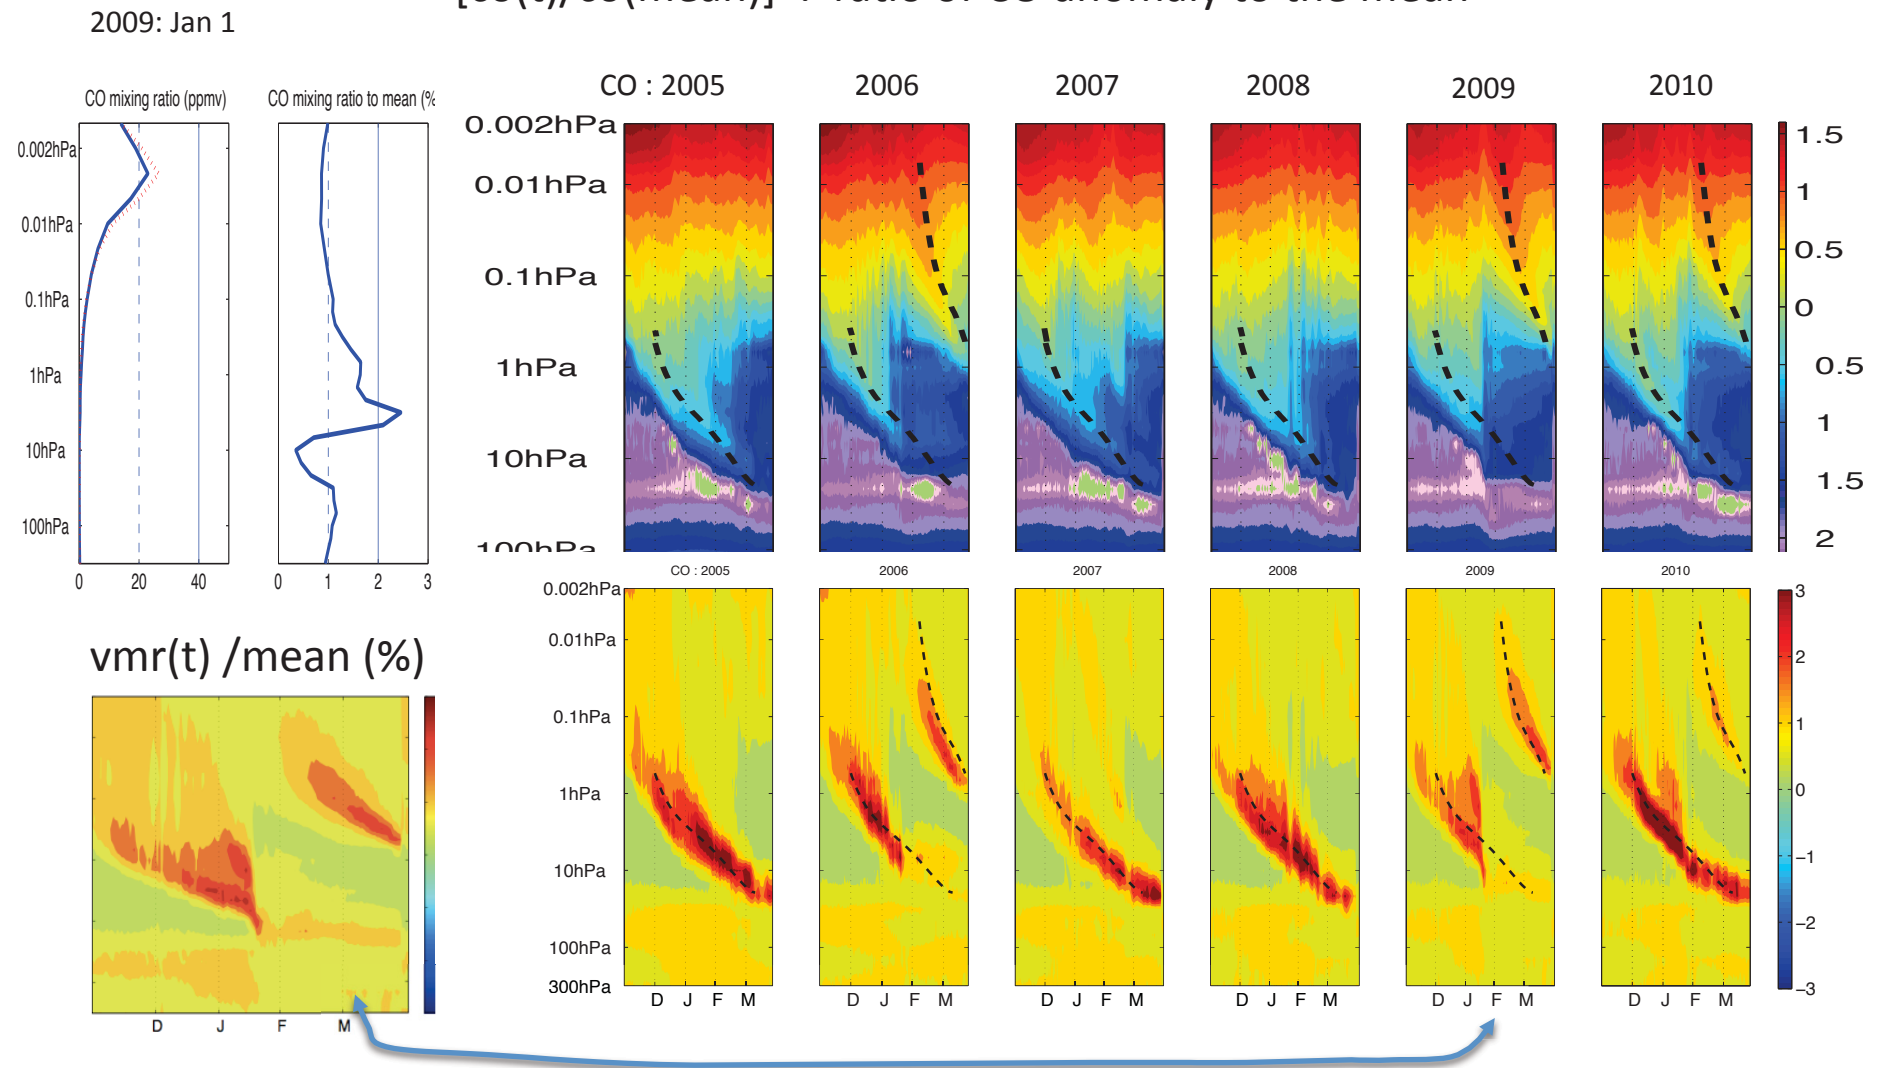 2009: Jan 1
CO mixing ratio (ppmv)
CO mixing ratio to mean (%
0.002hPa
0.01hPa
0.1hPa
1hPa
10hPa
100hPa
0 20 40
0 1 2 3
CO : 2005 2006 2007 2008 2009 2010
0.002hPa
0.01hPa
0.1hPa
1hPa
10hPa
100hPa
1.5
1
0.5
0
0.5
1
1.5
2
vmr(t) /mean (%)
D J F M
CO : 2005 2006 2007 2008 2009 2010
0.002hPa
0.01hPa
0.1hPa
1hPa
10hPa
100hPa
300hPa
D J F M D J F M D J F M D J F M D J F M D J F M
3
2
1
0
−1
−2
−3